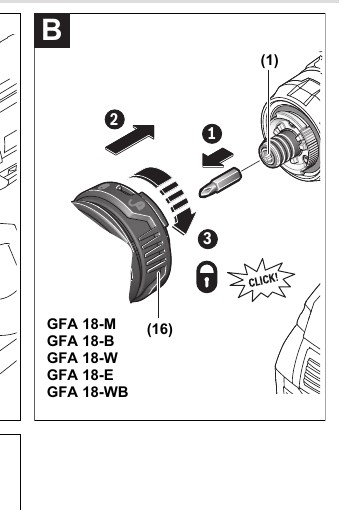 B
(1)
2
1
3
CLICK!
(16)
GFA 18-M
GFA 18-B
GFA 18-W
GFA 18-E
GFA 18-WB